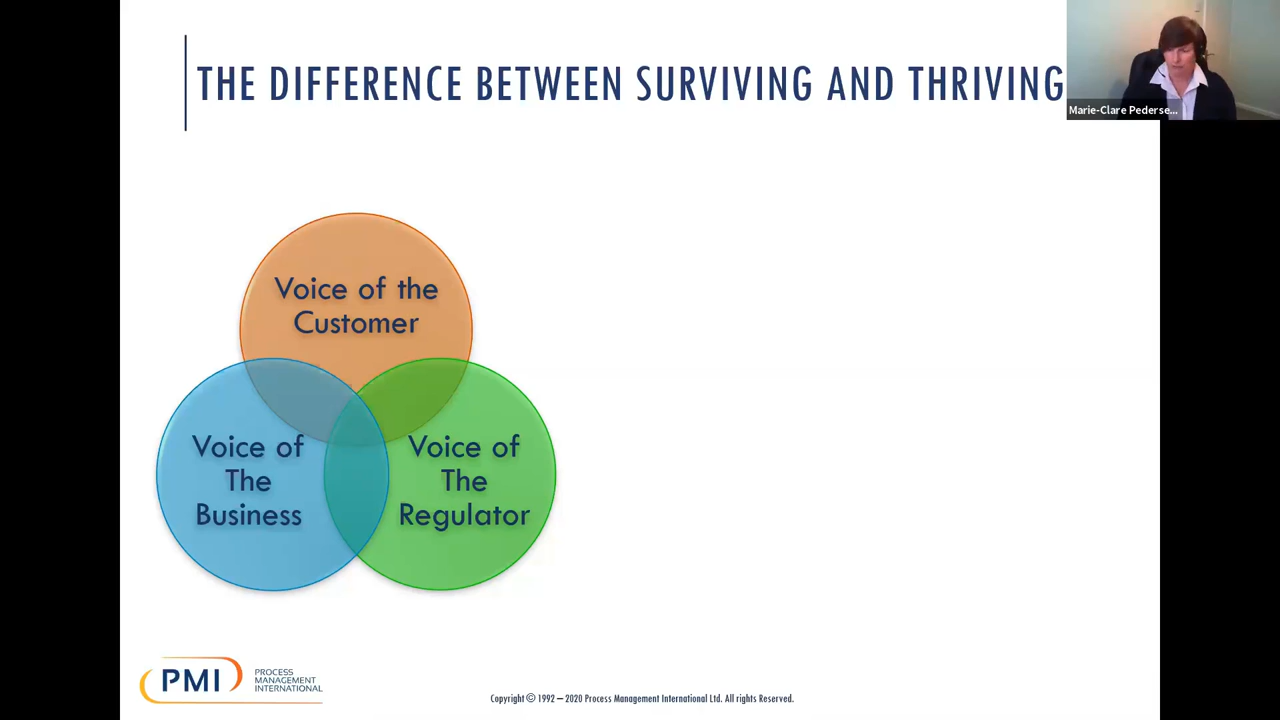 THE DIFFERENCE BETWEEN SURVIVING AND THRIVING
Marie-Clare Pederse...
Voice of the
Customer
Voice of
The
Business
Voice of
The
Regulator
PMI
PROCESS
MANAGEMENT
INTERNATIONAL
Copyright © 1992 – 2020 Process Management International Ltd. All rights Reserved.